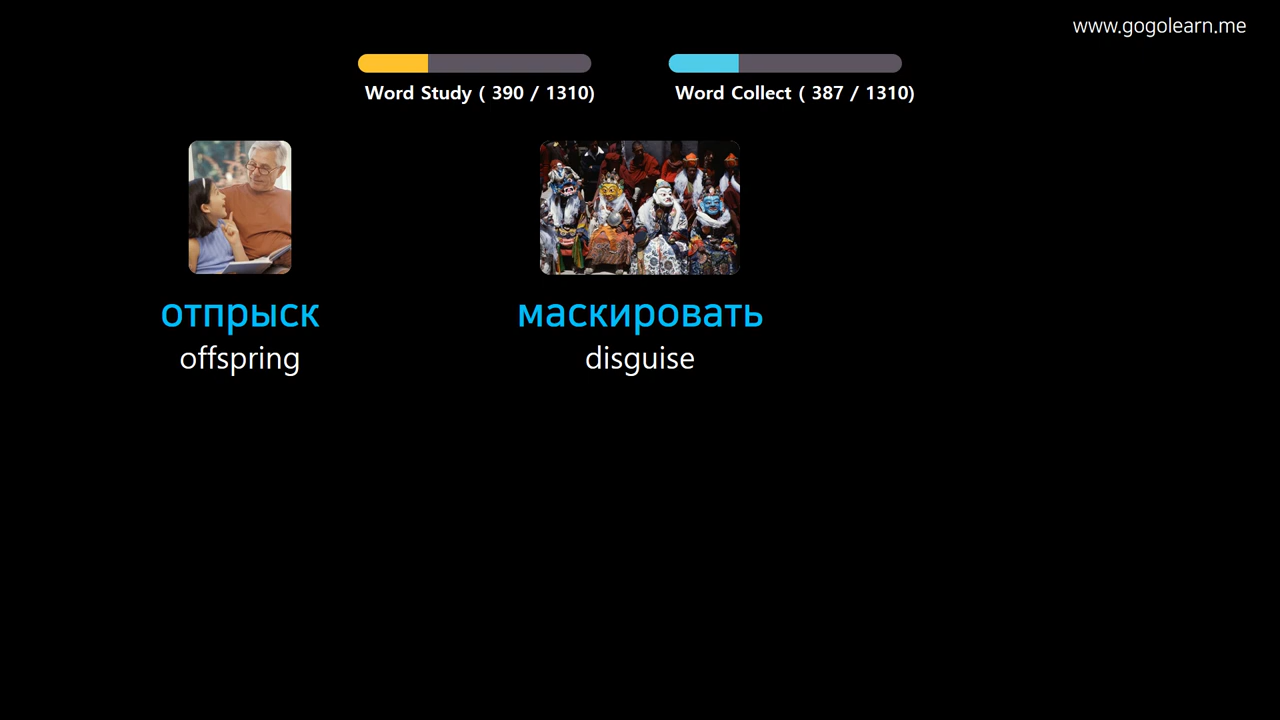 www.gogolearn.me
Word Study ( 390 / 1310)
Word Collect ( 387 / 1310)
отпрыск
offspring
маскировать
disguise